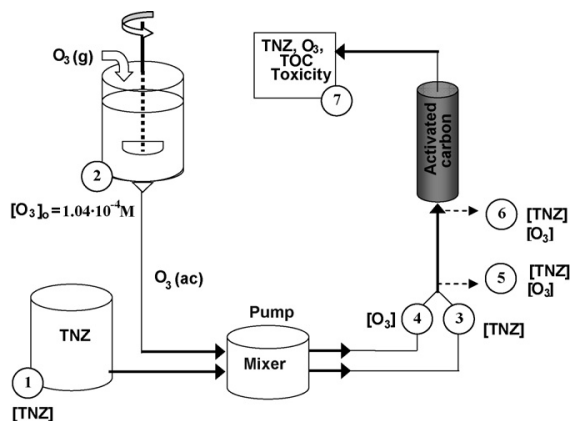 O₃(g)
2
[O₃]ₒ=1.04·10⁻⁴M
O₃(ac)
TNZ
1
[TNZ]
Pump
Mixer
[O₃]
4
3
[TNZ]
5
[TNZ]
[O₃]
6
[TNZ]
[O₃]
Activated
carbon
TNZ, O₃,
TOC
Toxicity
7